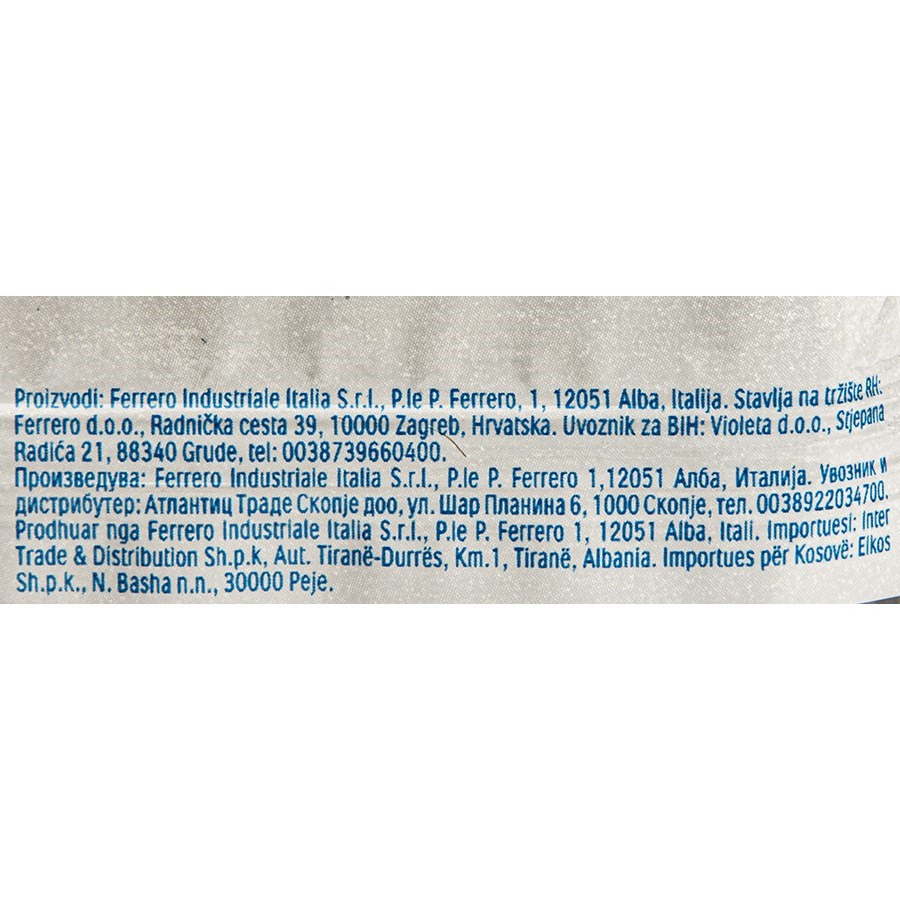 Proizvodi: Ferrero Industriale Italia S.r.l., P.le P. Ferrero, 1, 12051 Alba, Italija. Stavlja na tržište RH:
Ferrero d.o.o., Radnička cesta 39, 10000 Zagreb, Hrvatska. Uvoznik za BIH: Violeta d.o.o., Stjepana
Radića 21, 88340 Grude, tel: 0038739660400.
Произведува: Ferrero Industriale Italia S.r.l., P.le P. Ferrero 1,12051 Алба, Италија. Увозник и
дистрибутер: Атлантиц Траде Скопје доо, ул. Шар Планина 6, 1000 Скопје, тел. 0038922034700.
Prodhuar nga Ferrero Industriale Italia S.r.l., P.le P. Ferrero 1, 12051 Alba, Itali. Importuesi: Inter
Trade & Distribution Sh.p.k, Aut. Tiranë-Durrës, Km.1, Tiranë, Albania. Importues për Kosovë: Elkos
Sh.p.k., N. Basha n.n., 30000 Peje.